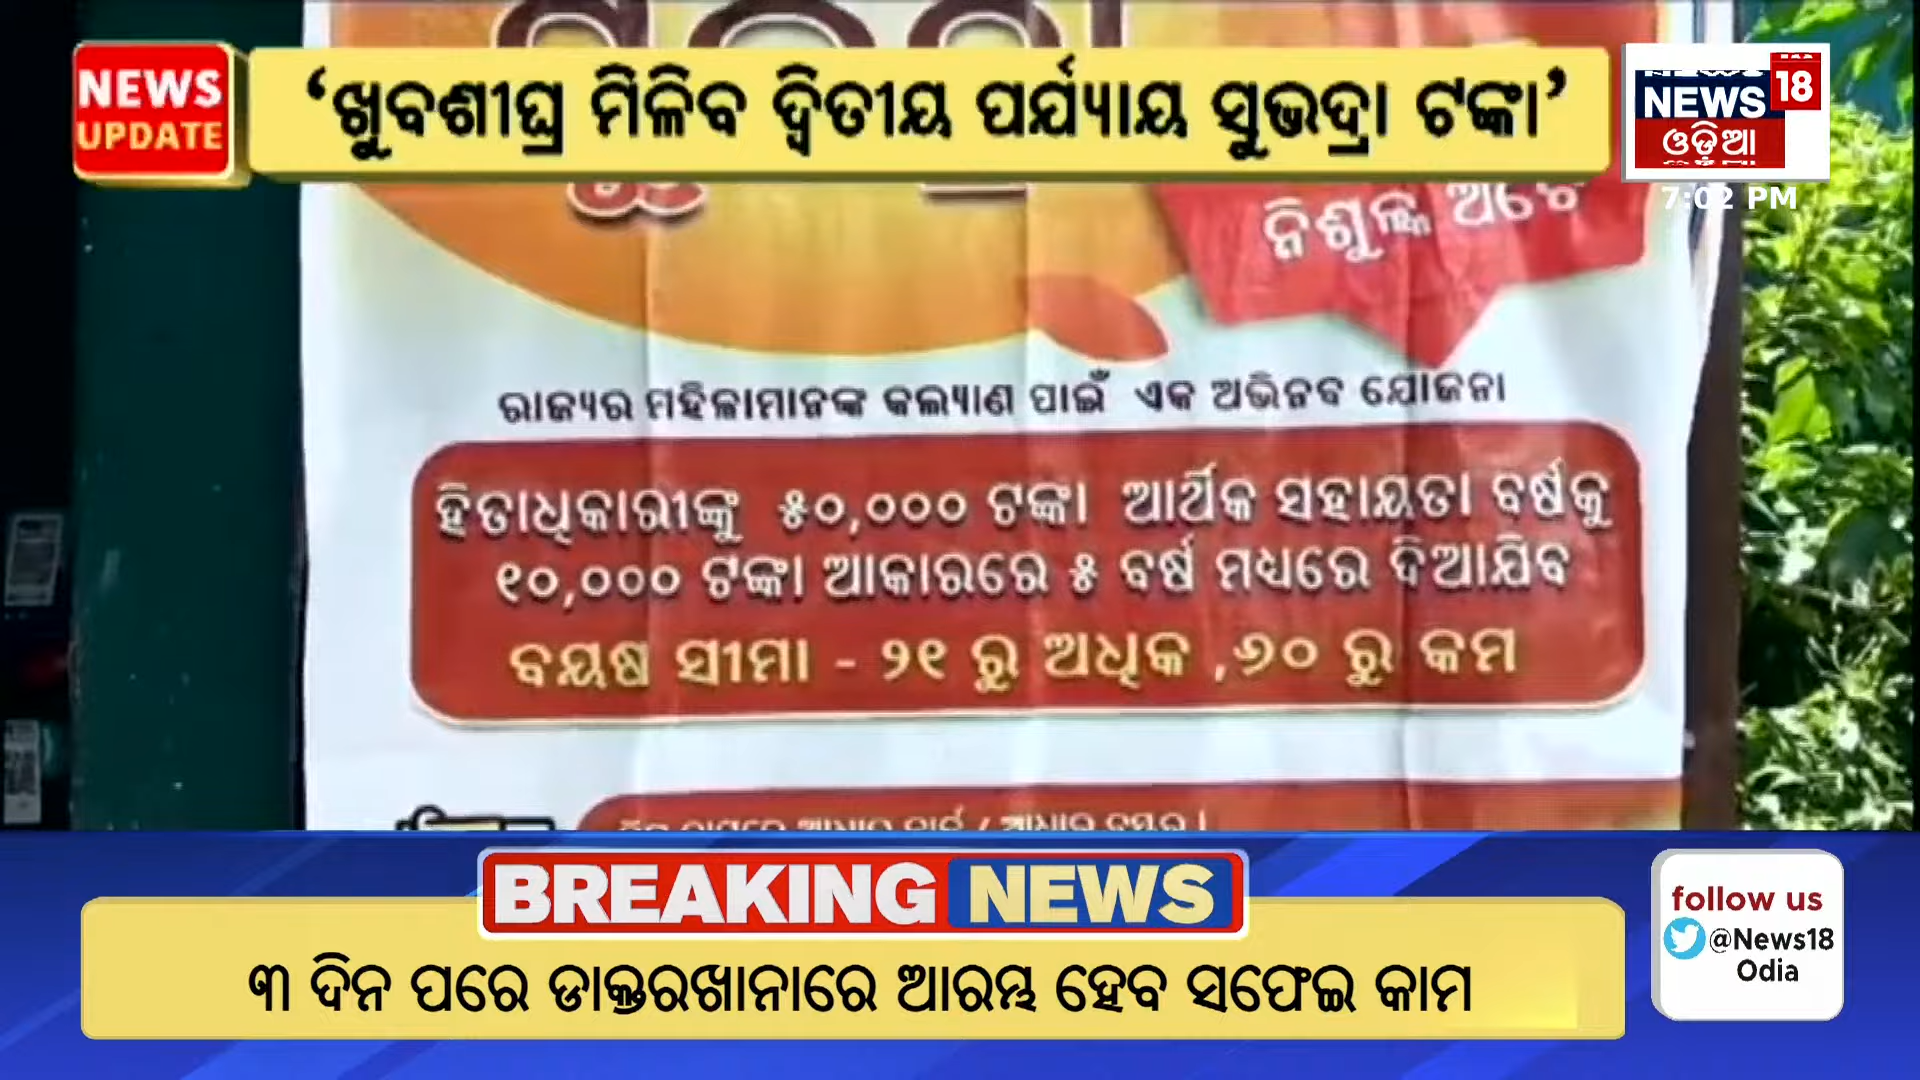 NEWS
UPDATE
‘ଖୁବଶୀଘ୍ର ମିଳିବ ଦ୍ୱିତୀୟ ପର୍ଯ୍ୟାୟ ସୁଭଦ୍ରା ଟଙ୍କା’
NEWS 18
ଓଡ଼ିଆ
7:02 PM
ନିଶୁଳ୍କ ଅଟେ
ରାଜ୍ୟର ମହିଳାମାନଙ୍କ କଲ୍ୟାଣ ପାଇଁ ଏକ ଅଭିନବ ଯୋଜନା
ହିତାଧିକାରୀଙ୍କୁ ୫୦,୦୦୦ ଟଙ୍କା ଆର୍ଥିକ ସହାୟତା ବର୍ଷକୁ
୧୦,୦୦୦ ଟଙ୍କା ଆକାରରେ ୫ ବର୍ଷ ମଧ୍ୟରେ ଦିଆଯିବ
ବୟଷ ସୀମା - ୨୧ ରୁ ଅଧିକ ,୬୦ ରୁ କମ
BREAKING NEWS
୩ ଦିନ ପରେ ଡାକ୍ତରଖାନାରେ ଆରମ୍ଭ ହେବ ସଫେଇ କାମ
follow us
@News18
Odia